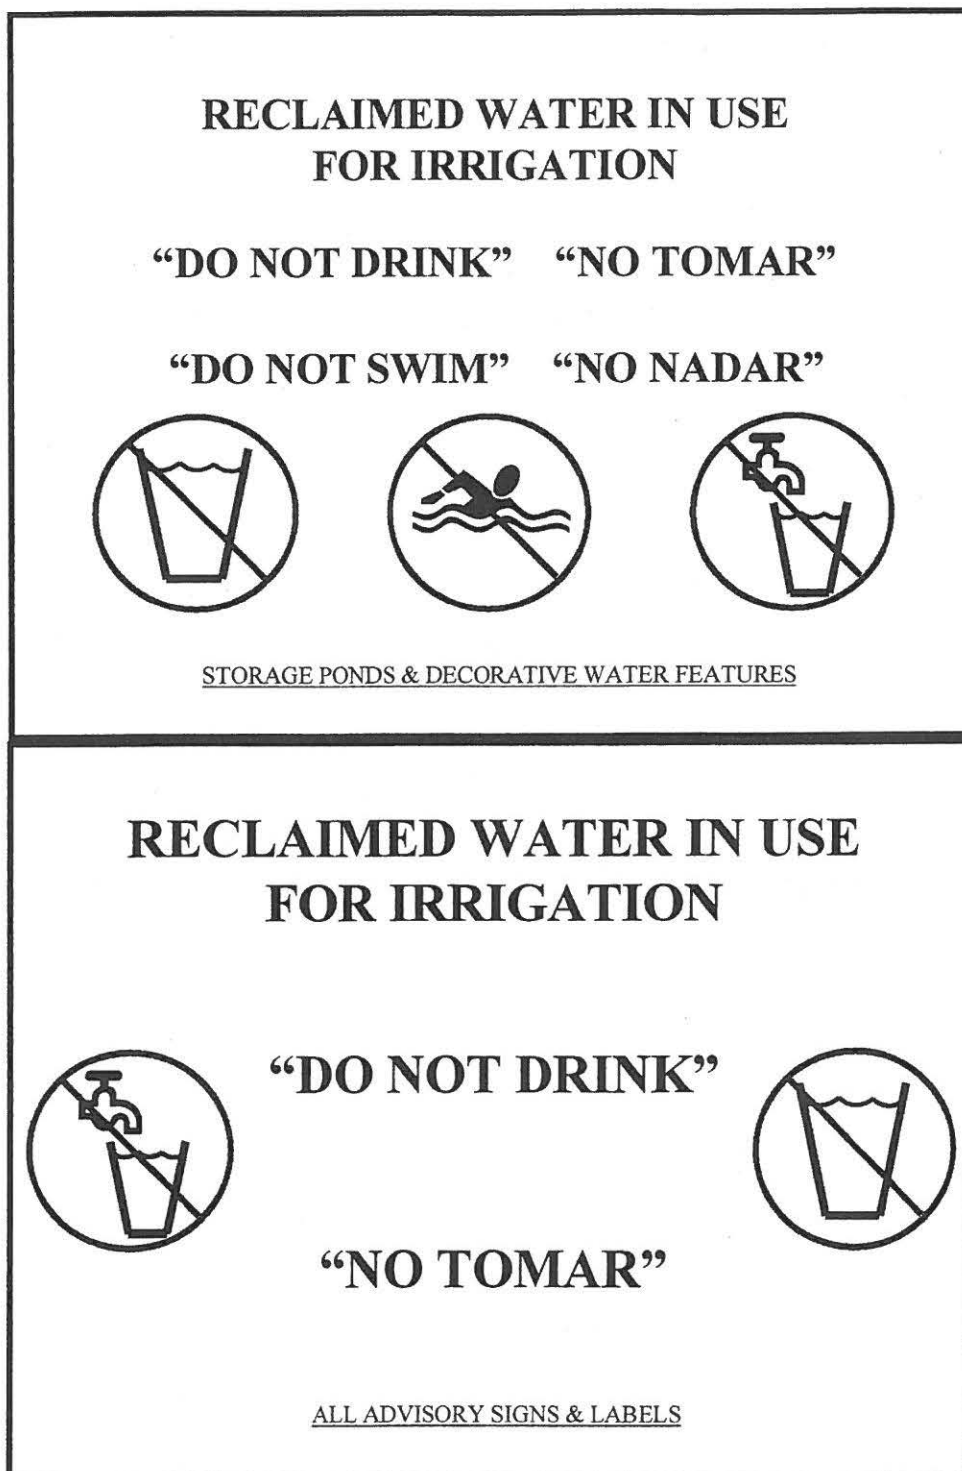 RECLAIMED WATER IN USE
FOR IRRIGATION
“DO NOT DRINK” “NO TOMAR”
“DO NOT SWIM” “NO NADAR”
STORAGE PONDS & DECORATIVE WATER FEATURES
RECLAIMED WATER IN USE
FOR IRRIGATION
“DO NOT DRINK”
“NO TOMAR”
ALL ADVISORY SIGNS & LABELS